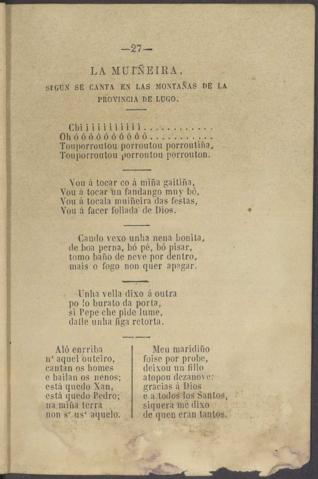 —27—
LA MUIÑEIRA,
SEGUN SE CANTA EN LAS MONTAÑAS DE LA
PROVINCIA DE LUGO.
Chi í í í í í í í í í............
Oh ó ó ó ó ó ó ó ó ó............
Touporroutou porroutou porroutiña,
Touporroutou porroutou porrouton.
Vou á tocar co á miña gaitiña,
Vou á tocar un fandango muy bó,
Vou á tocala muiñeira das festas,
Vou á facer foliada de Dios.
Cando vexo unha nena bonita,
de boa perna, bó pé, bó pisar,
tomo baño de neve por dentro,
mais o fogo non quer apagar.
Unha vella dixo á outra
po lo burato da porta,
si Pepe che pide lume,
dalle unha figa retorta.
Aló enrriba
n' aquel outeiro,
cantan os homes
e bailan os nenos;
está quedo Xan,
está quedo Pedro;
na miña terra
non s' us' aquelo.
Meu maridiño
foise por probe,
deixou un fillo
atopou dezanove:
gracias á Dios
e a todos los Santos,
siquera me dixo
de quen eran tantos.